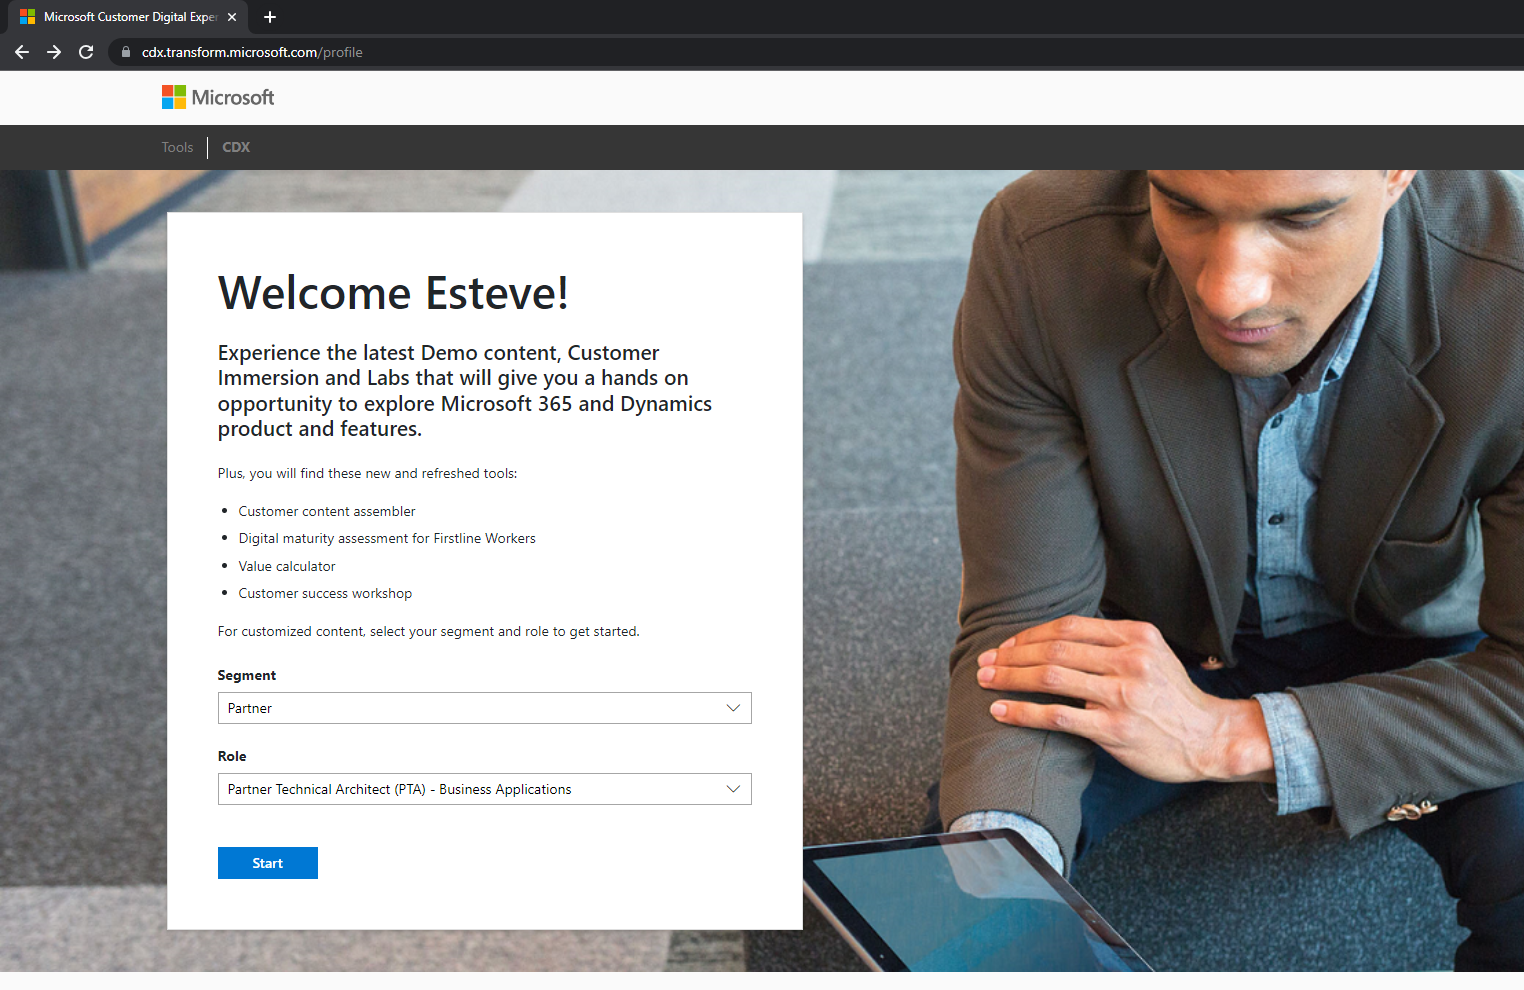 Microsoft Customer Digital Exper
cdx.transform.microsoft.com/profile
Microsoft
Tools
CDX
Welcome Esteve!
Experience the latest Demo content, Customer
Immersion and Labs that will give you a hands on
opportunity to explore Microsoft 365 and Dynamics
product and features.
Plus, you will find these new and refreshed tools:
Customer content assembler
Digital maturity assessment for Firstline Workers
Value calculator
Customer success workshop
For customized content, select your segment and role to get started.
Segment
Partner
Role
Partner Technical Architect (PTA) - Business Applications
Start